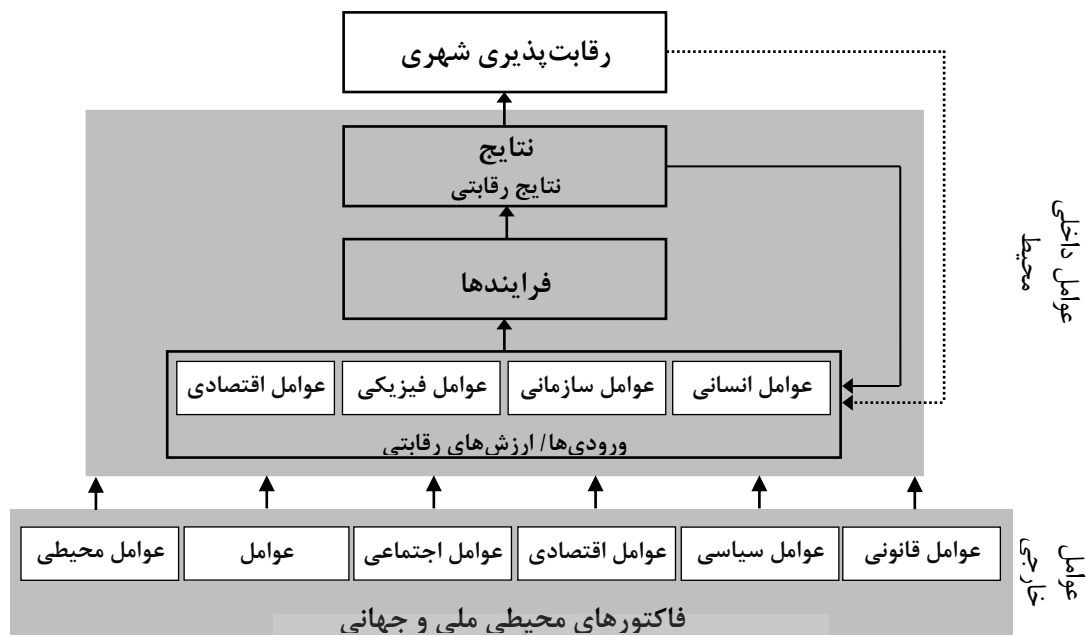 رقابت‌پذیری شهری
نتایج
نتایج رقابتی
فرایندها
عوامل انسانی
عوامل سازمانی
عوامل فیزیکی
عوامل اقتصادی
ورودی‌ها/ ارزش‌های رقابتی
عوامل داخلی
محیط
عوامل قانونی
عوامل سیاسی
عوامل اقتصادی
عوامل اجتماعی
عوامل
عوامل محیطی
فاکتورهای محیطی ملی و جهانی
عوامل
خارجی